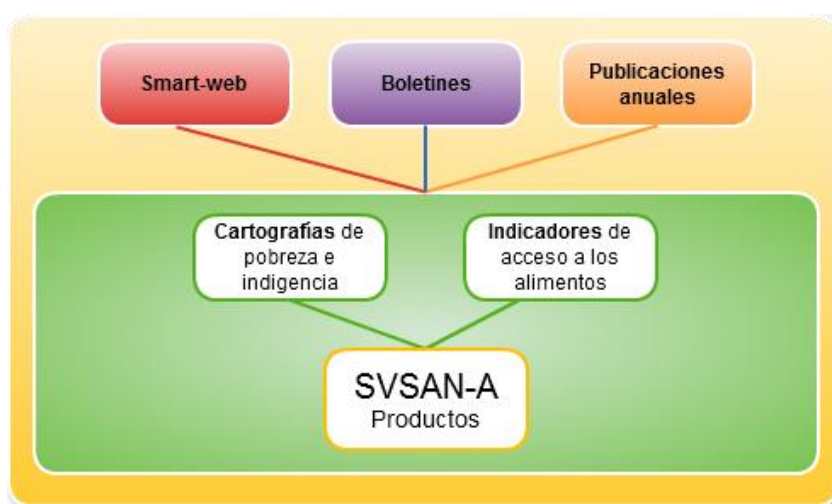 Smart-web
Boletines
Publicaciones
anuales
Cartografías de
pobreza e
indigencia
Indicadores de
acceso a los
alimentos
SVSAN-A
Productos